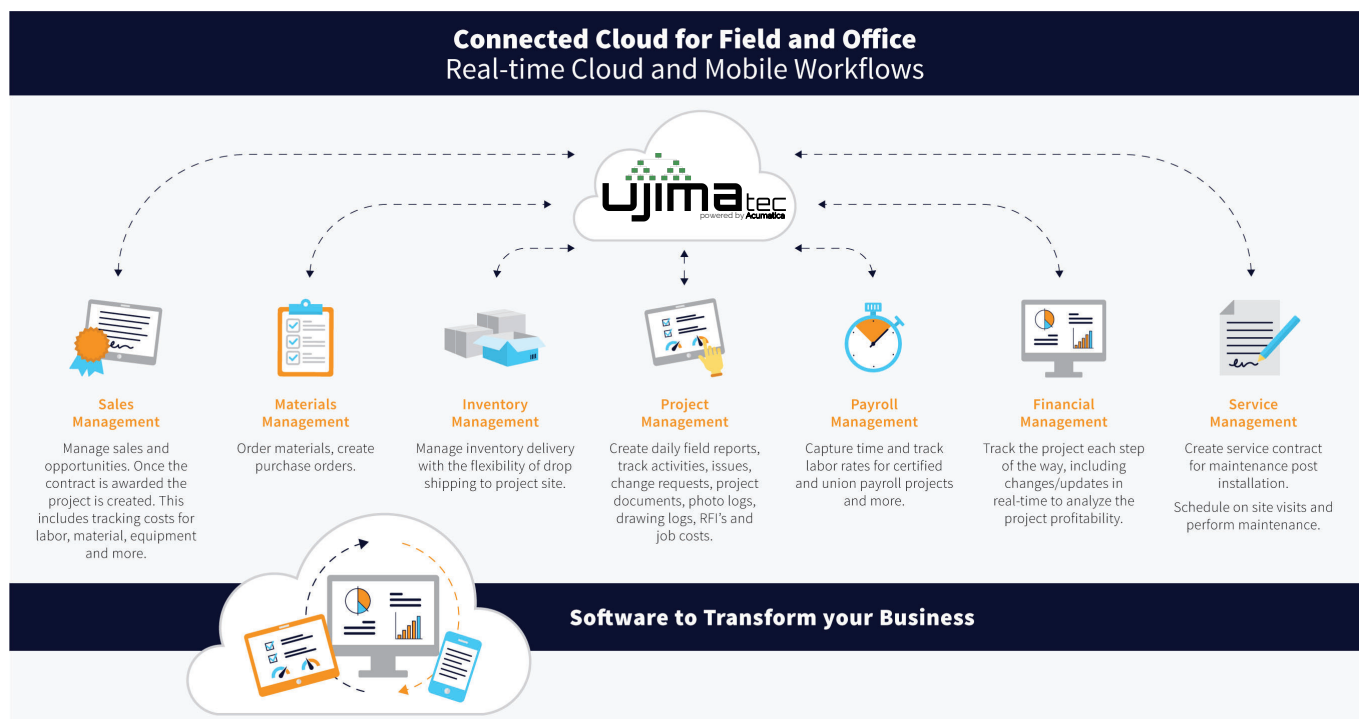 Connected Cloud for Field and Office
Real-time Cloud and Mobile Workflows
ujimatec
powered by Acumatica
Sales
Management
Manage sales and
opportunities. Once the
contract is awarded the
project is created. This
includes tracking costs for
labor, material, equipment
and more.
Materials
Management
Order materials, create
purchase orders.
Inventory
Management
Manage inventory delivery
with the flexibility of drop
shipping to project site.
Project
Management
Create daily field reports,
track activities, issues,
change requests, project
documents, photo logs,
drawing logs, RFI's and
job costs.
Payroll
Management
Capture time and track
labor rates for certified
and union payroll projects
and more.
Financial
Management
Track the project each step
of the way, including
changes/updates in
real-time to analyze the
project profitability.
Service
Management
Create service contract
for maintenance post
installation.
Schedule on site visits and
perform maintenance.
Software to Transform your Business